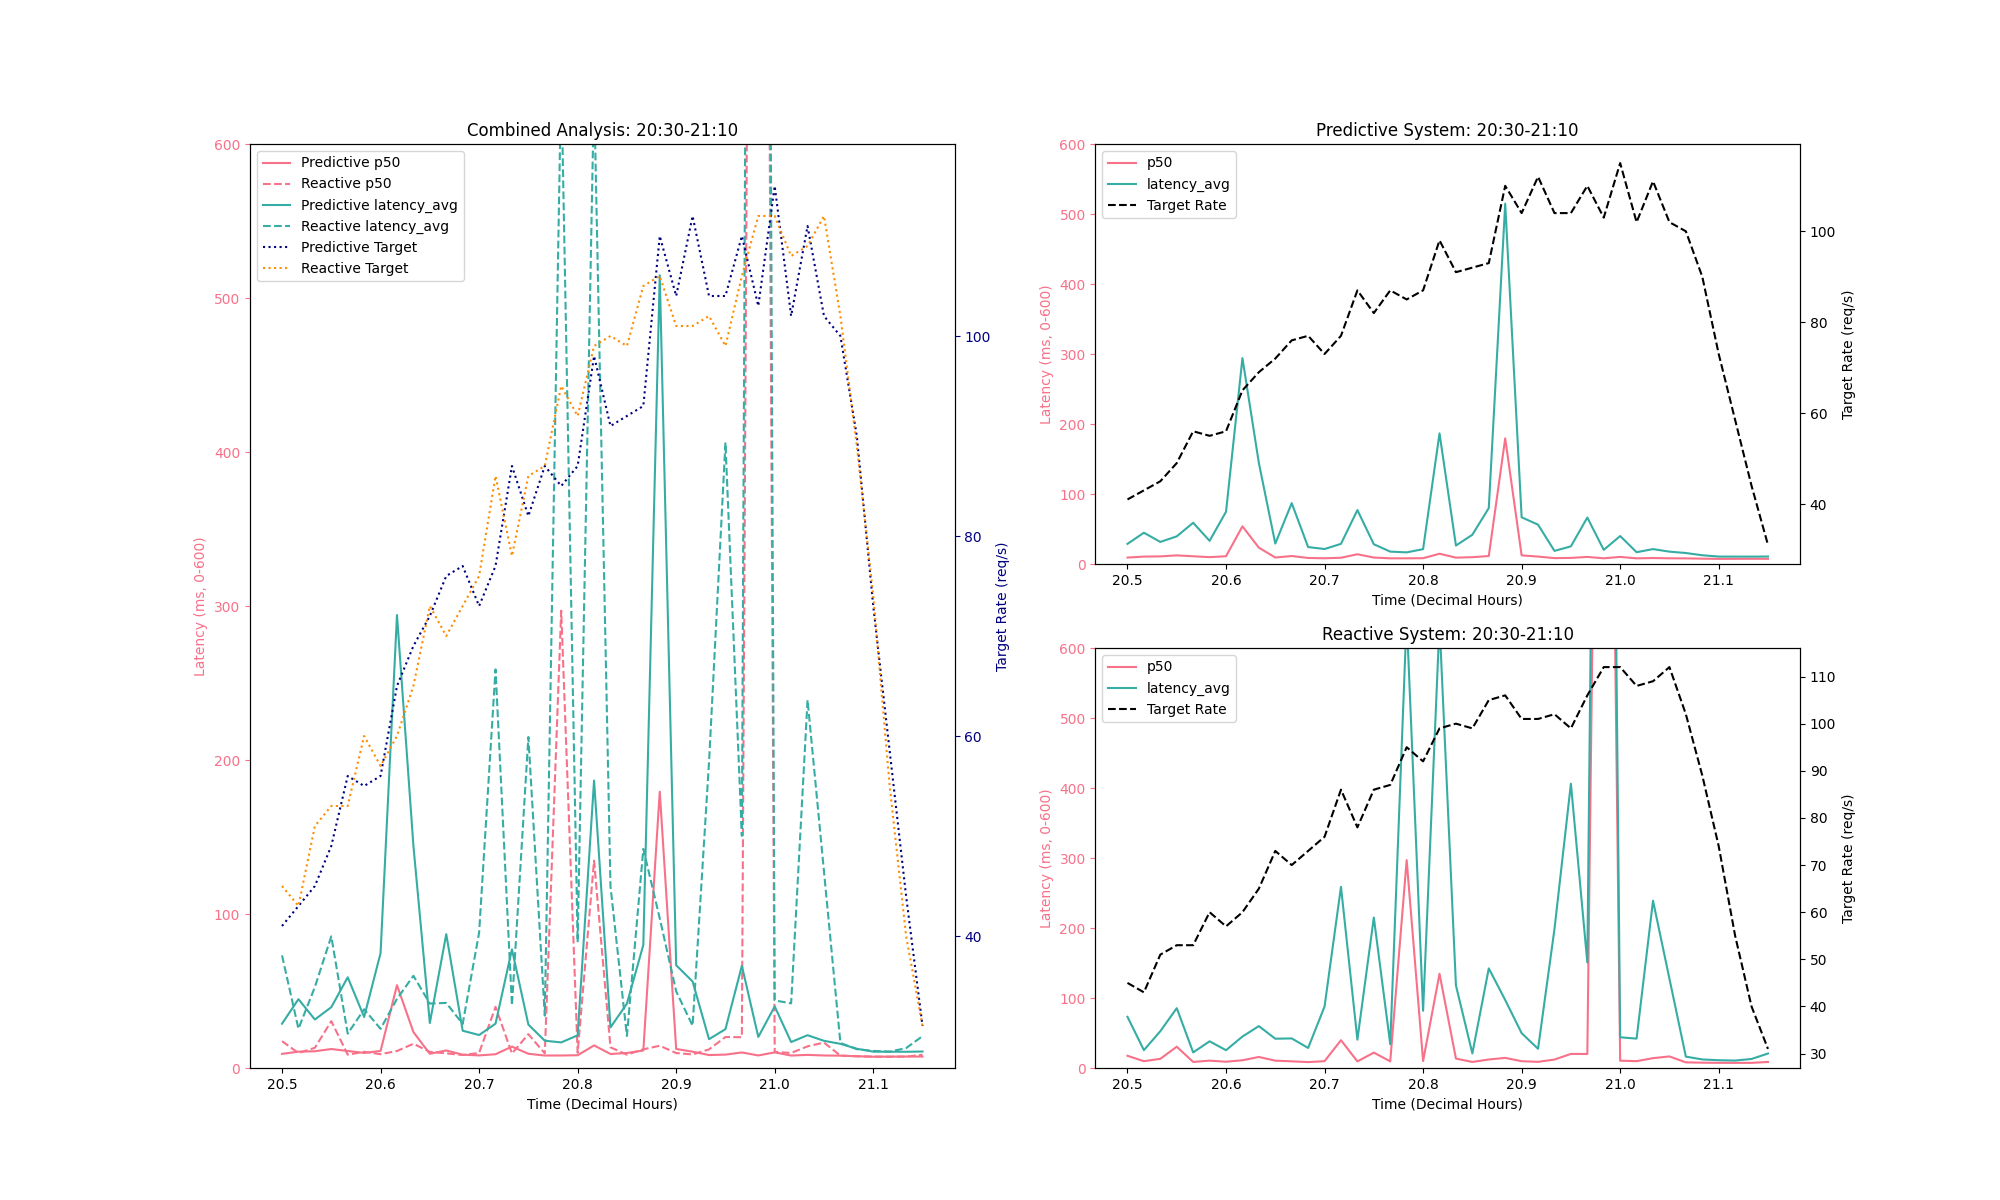 Combined Analysis: 20:30-21:10
Predictive p50
Reactive p50
Predictive latency_avg
Reactive latency_avg
Predictive Target
Reactive Target
Latency (ms, 0-600)
600
500
400
300
200
100
0
Target Rate (req/s)
100
80
60
40
20.5 20.6 20.7 20.8 20.9 21.0 21.1
Time (Decimal Hours)
Predictive System: 20:30-21:10
p50
latency_avg
Target Rate
Latency (ms, 0-600)
600
500
400
300
200
100
0
Target Rate (req/s)
100
80
60
40
20.5 20.6 20.7 20.8 20.9 21.0 21.1
Time (Decimal Hours)
Reactive System: 20:30-21:10
p50
latency_avg
Target Rate
Latency (ms, 0-600)
600
500
400
300
200
100
0
Target Rate (req/s)
110
100
90
80
70
60
50
40
30
20.5 20.6 20.7 20.8 20.9 21.0 21.1
Time (Decimal Hours)